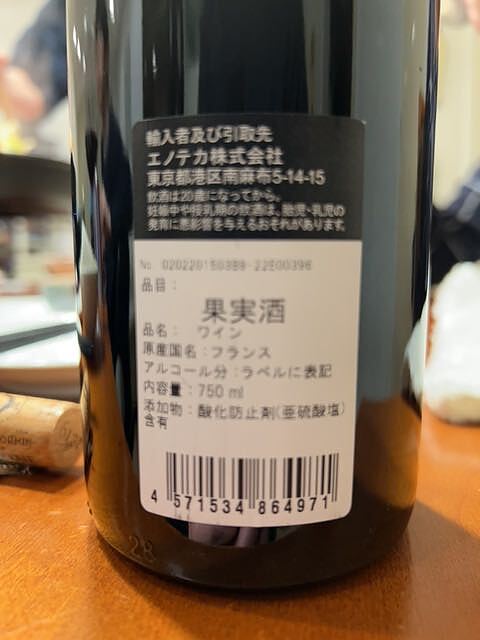 輸入者及び引取先
エノテカ株式会社
東京都港区南麻布5-14-15
飲酒は20歳になってから。
妊娠中や授乳期の飲酒は、胎児・乳児の
発育に悪影響を与えるおそれがあります。
No. 0202201503B9-22E00396
品目：
果実酒
品名： ワイン
原産国名：フランス
アルコール分：ラベルに表記
内容量：750 ml
添加物：酸化防止剤(亜硫酸塩)
含有
4 571534 864971
28